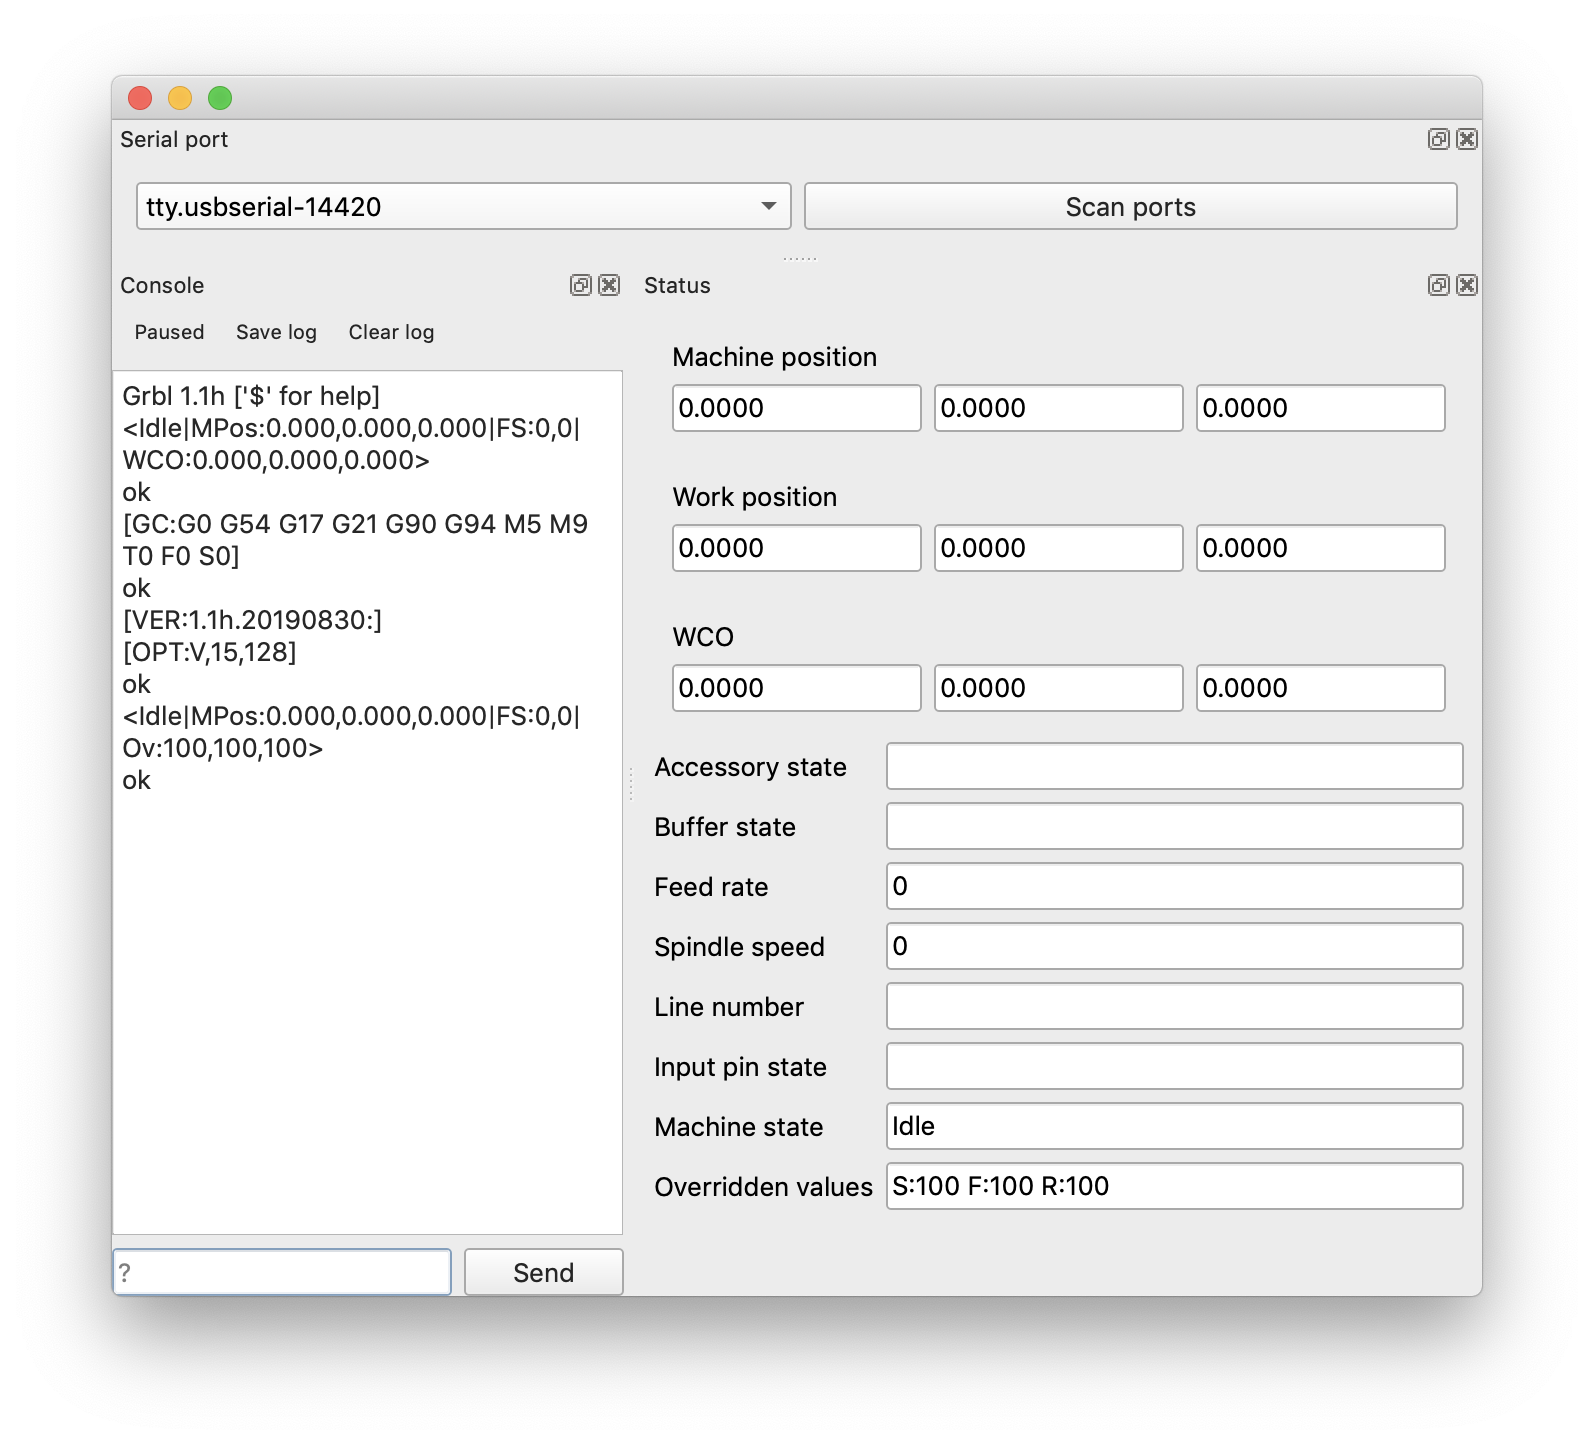 Serial port
tty.usbserial-14420
Scan ports
Console
Status
Paused Save log Clear log
Grbl 1.1h ['$' for help]
<Idle|MPos:0.000,0.000,0.000|FS:0,0|
WCO:0.000,0.000,0.000>
ok
[GC:G0 G54 G17 G21 G90 G94 M5 M9
T0 F0 S0]
ok
[VER:1.1h.20190830:]
[OPT:V,15,128]
ok
<Idle|MPos:0.000,0.000,0.000|FS:0,0|
Ov:100,100,100>
ok
?
Send
Machine position
0.0000 0.0000 0.0000
Work position
0.0000 0.0000 0.0000
WCO
0.0000 0.0000 0.0000
Accessory state
Buffer state
Feed rate 0
Spindle speed 0
Line number
Input pin state
Machine state Idle
Overridden values S:100 F:100 R:100